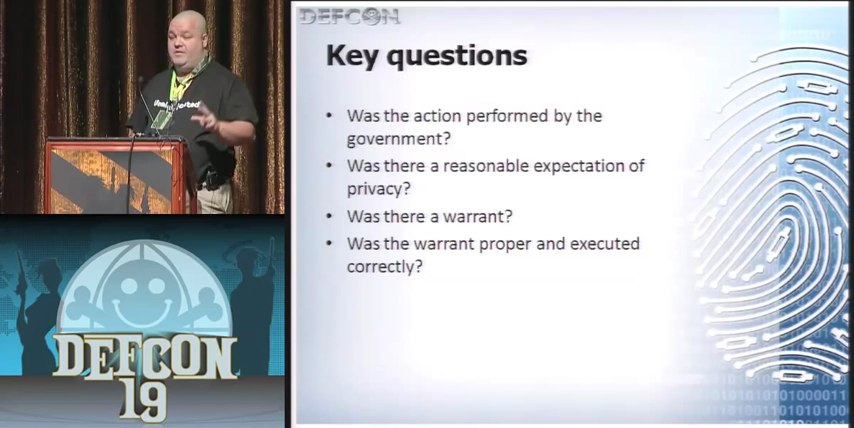 DEFCON
Key questions
• Was the action performed by the
government?
• Was there a reasonable expectation of
privacy?
• Was there a warrant?
• Was the warrant proper and executed
correctly?
DEFCON
19